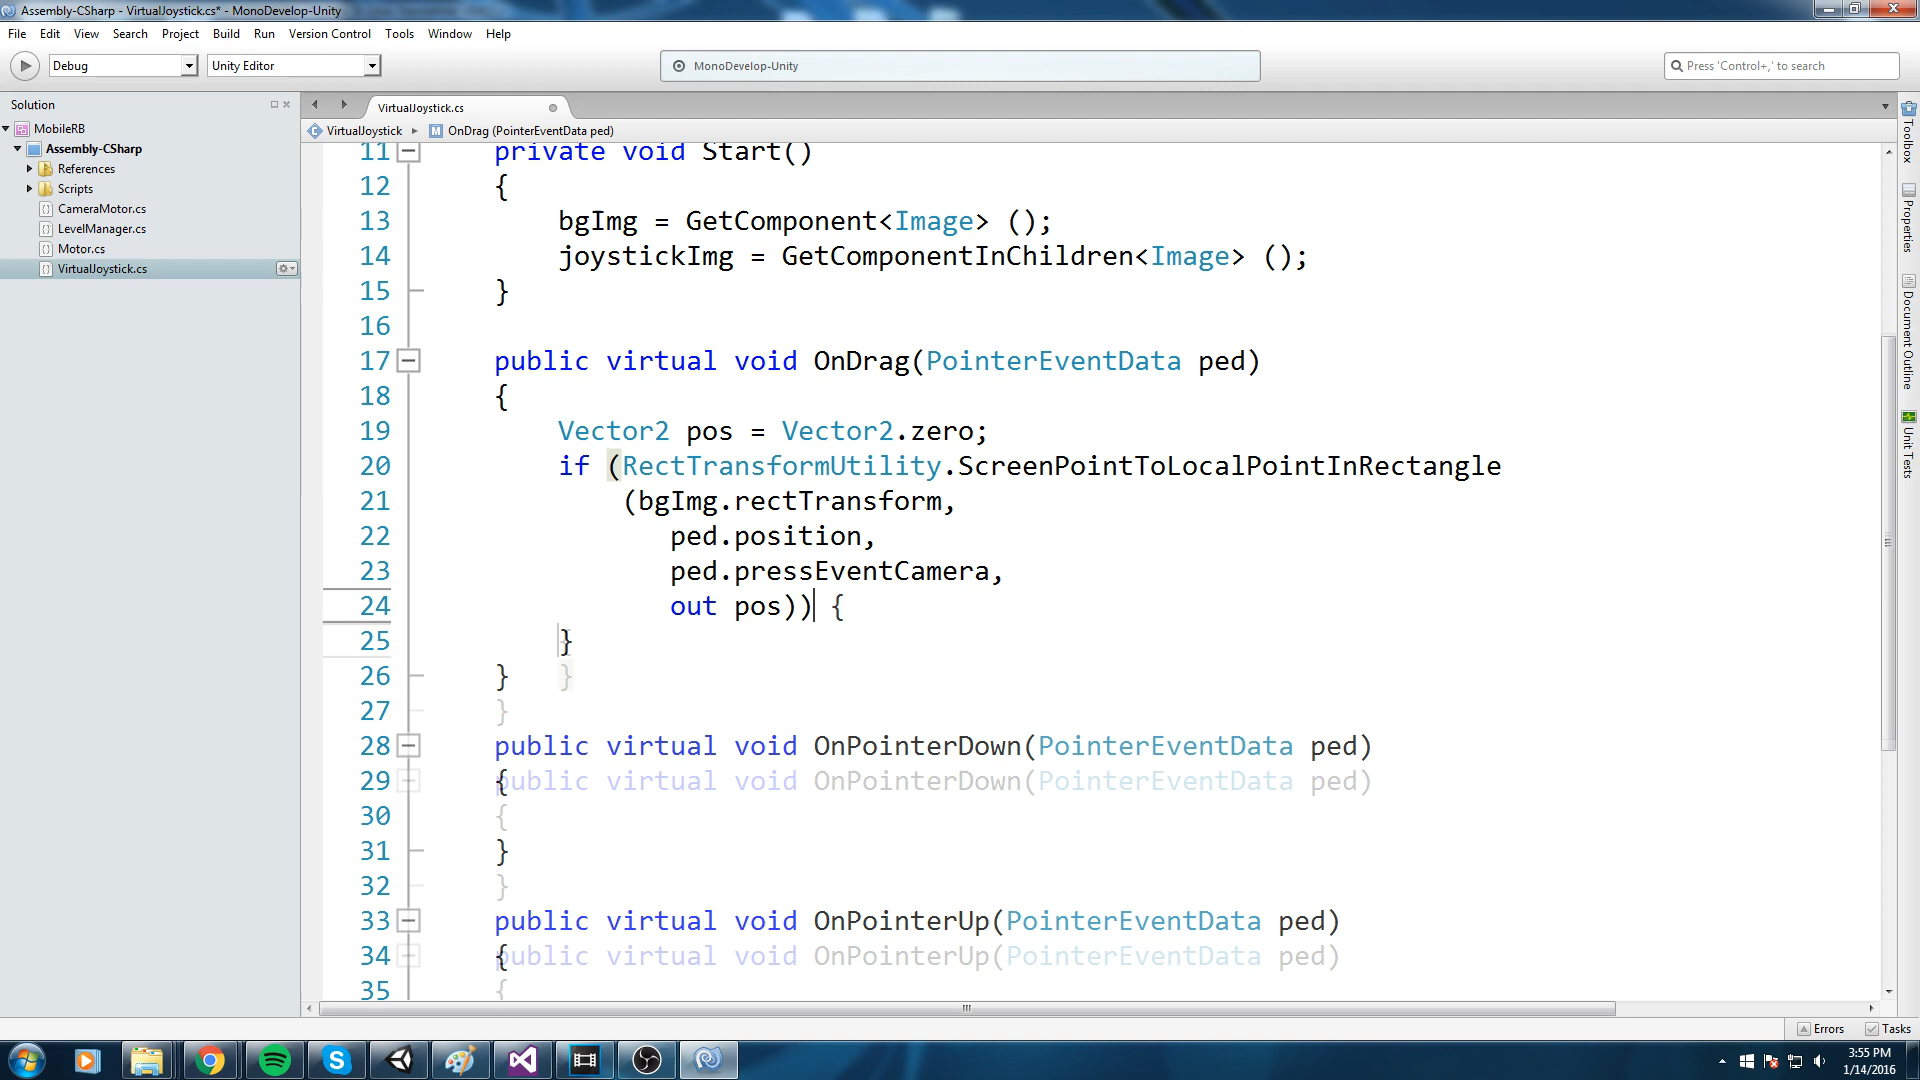 Assembly-CSharp - VirtualJoystick.cs* - MonoDevelop-Unity
File Edit View Search Project Build Run Version Control Tools Window Help
Debug Unity Editor MonoDevelop-Unity Press 'Control+,' to search
Solution
VirtualJoystick.cs
MobileRB
VirtualJoystick OnDrag (PointerEventData ped)
Assembly-CSharp
References
Scripts
CameraMotor.cs
LevelManager.cs
Motor.cs
VirtualJoystick.cs
11 private void Start()
12 {
13 bgImg = GetComponent<Image> ();
14 joystickImg = GetComponentInChildren<Image> ();
15 }
16
17 public virtual void OnDrag(PointerEventData ped)
18 {
19 Vector2 pos = Vector2.zero;
20 if (RectTransformUtility.ScreenPointToLocalPointInRectangle
21 (bgImg.rectTransform,
22 ped.position,
23 ped.pressEventCamera,
24 out pos)) {
25 }
26 } }
27 }
28 public virtual void OnPointerDown(PointerEventData ped)
29 { public virtual void OnPointerDown(PointerEventData ped)
30 {
31 }
32 }
33 public virtual void OnPointerUp(PointerEventData ped)
34 { public virtual void OnPointerUp(PointerEventData ped)
35 {
Toolbox
Properties
Document Outline
Unit Tests
Errors Tasks
3:55 PM
1/14/2016